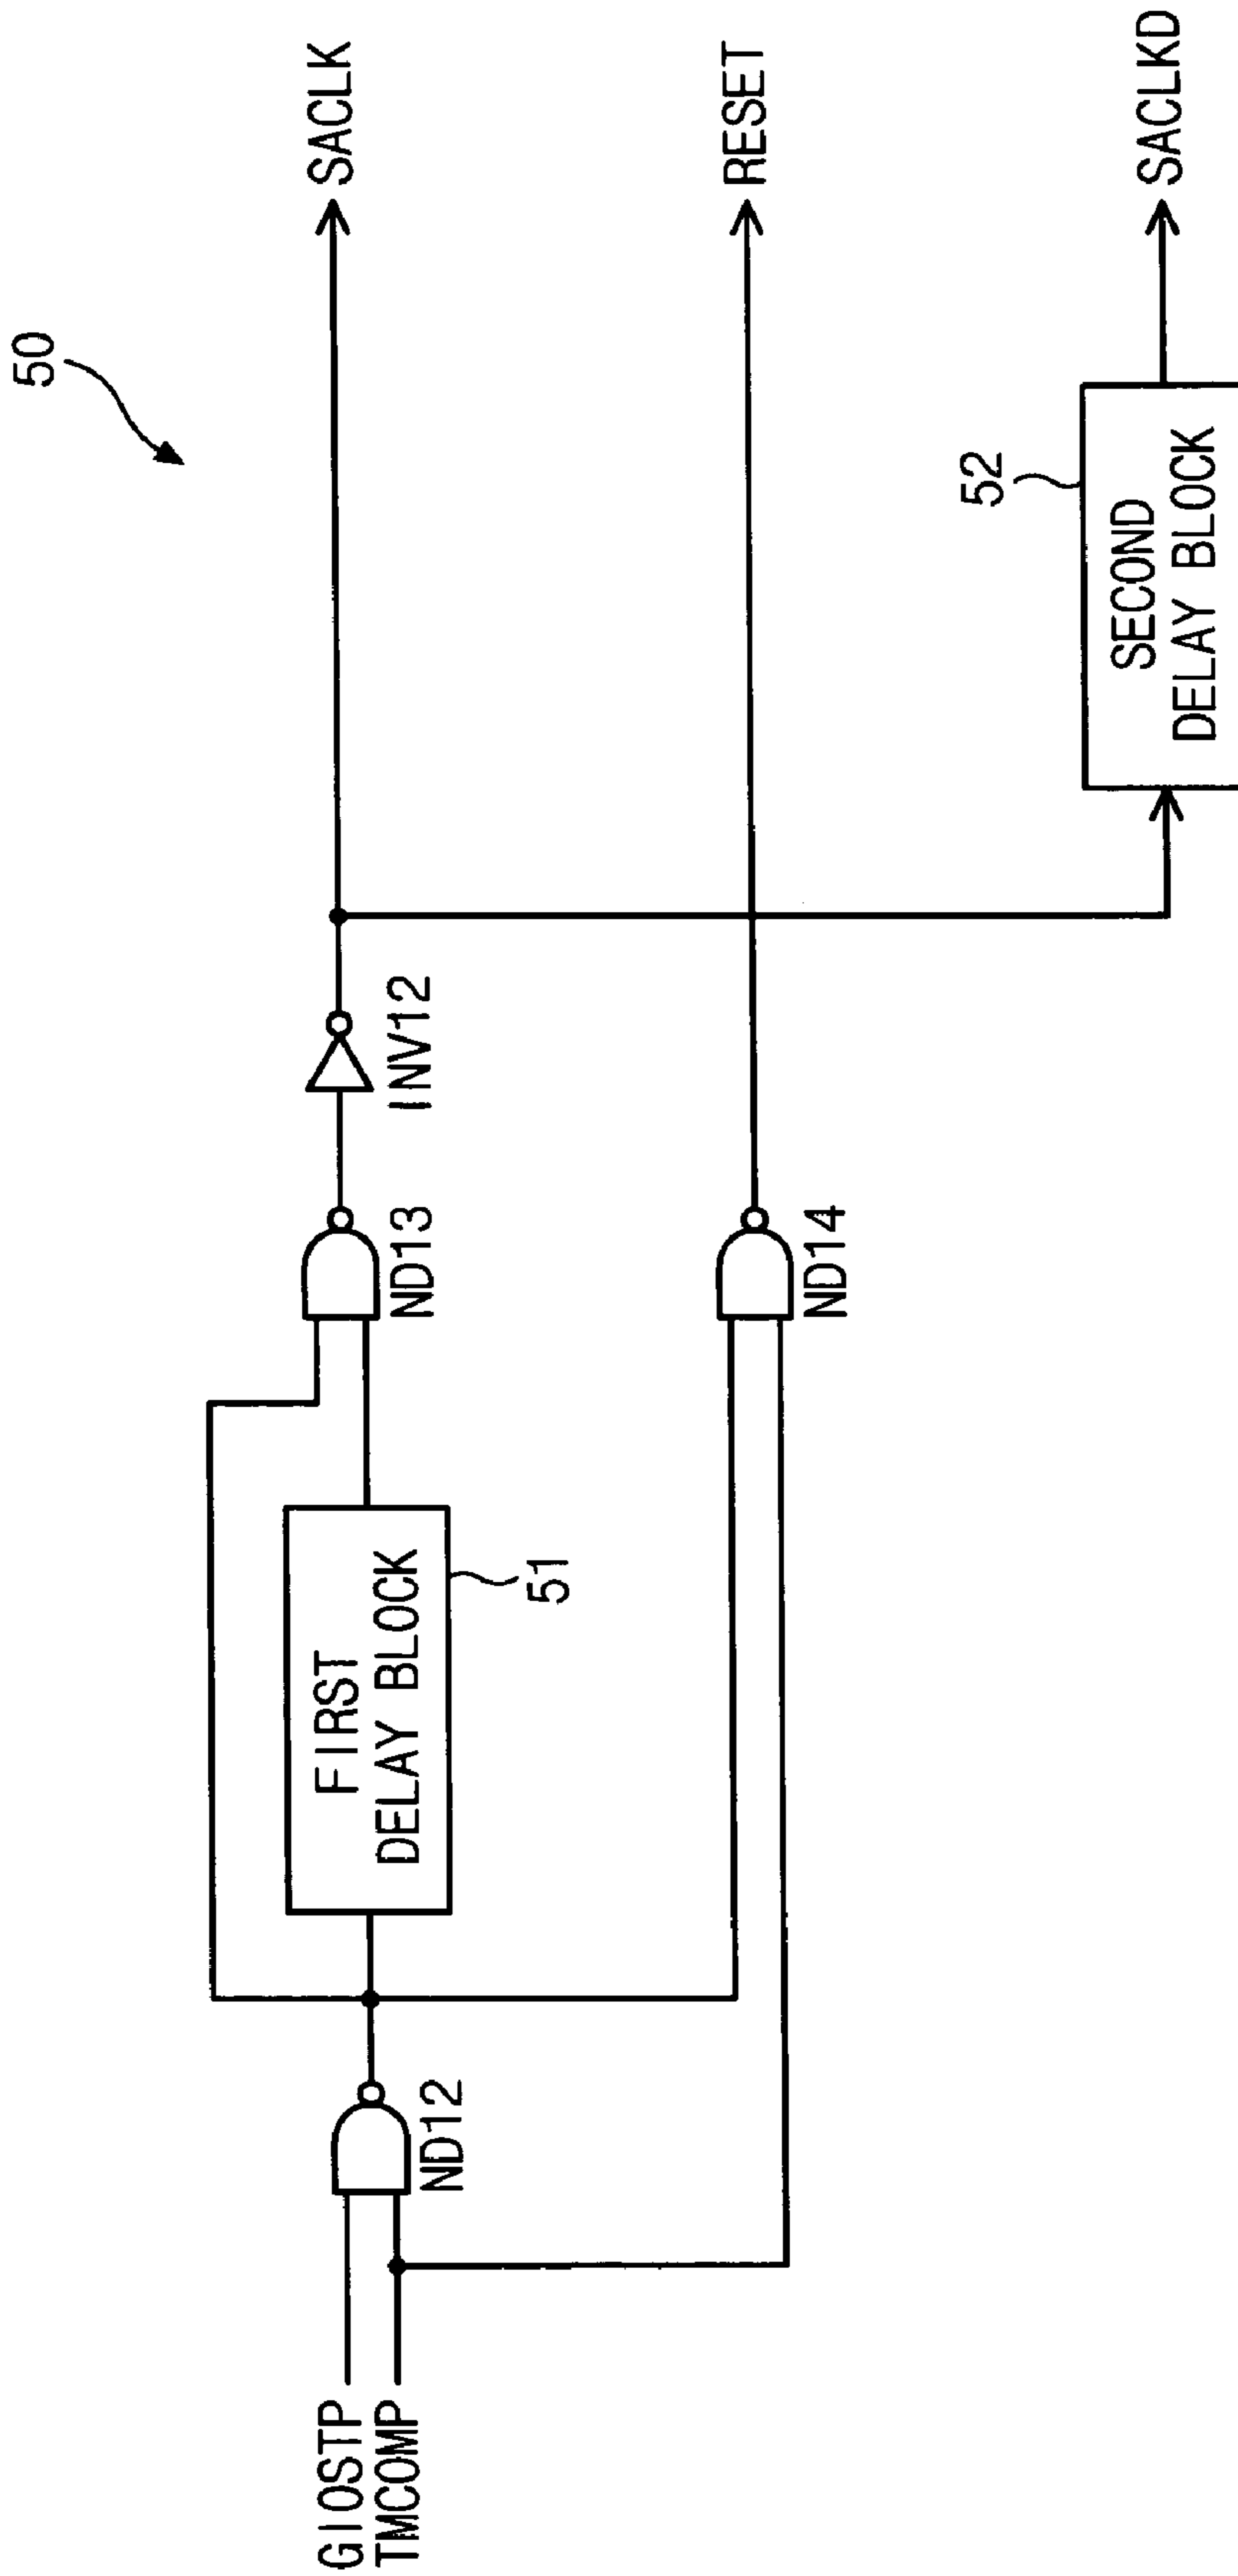 50
GIOSTP
TMCOMP
ND12
FIRST
DELAY BLOCK
51
ND13
INV12
SACLK
ND14
RESET
52
SECOND
DELAY BLOCK
SACLKD